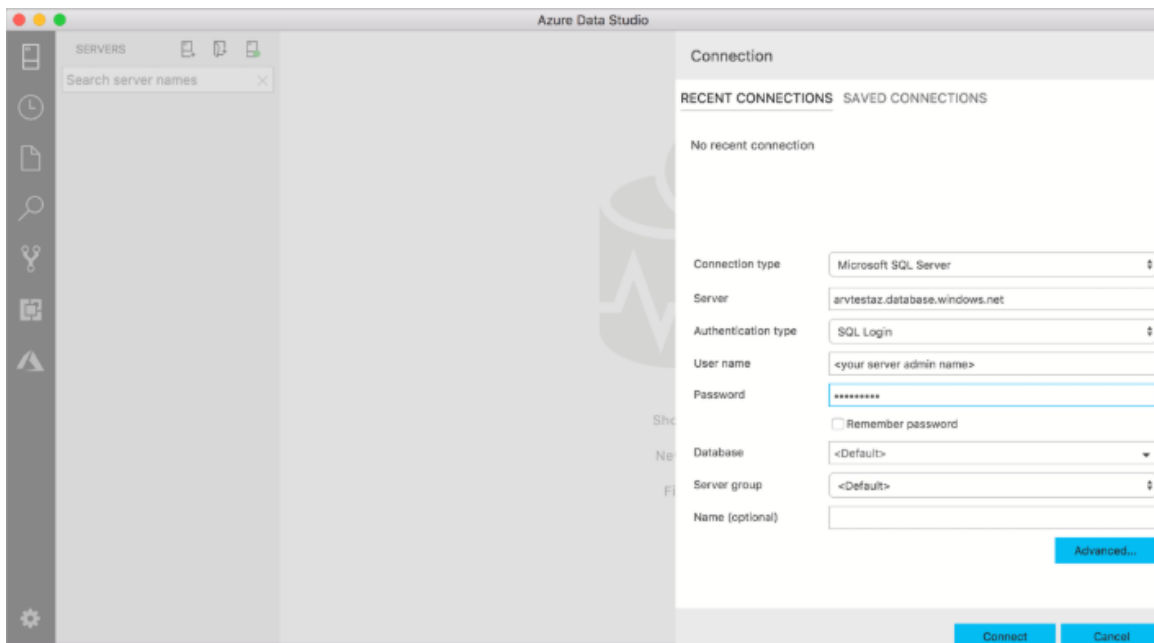 Azure Data Studio
SERVERS
Search server names
Connection
RECENT CONNECTIONS SAVED CONNECTIONS
No recent connection
Connection type Microsoft SQL Server
Server arvtestaz.database.windows.net
Authentication type SQL Login
User name <your server admin name>
Password •••••••••
Remember password
Database <Default>
Server group <Default>
Name (optional)
Advanced...
Connect Cancel